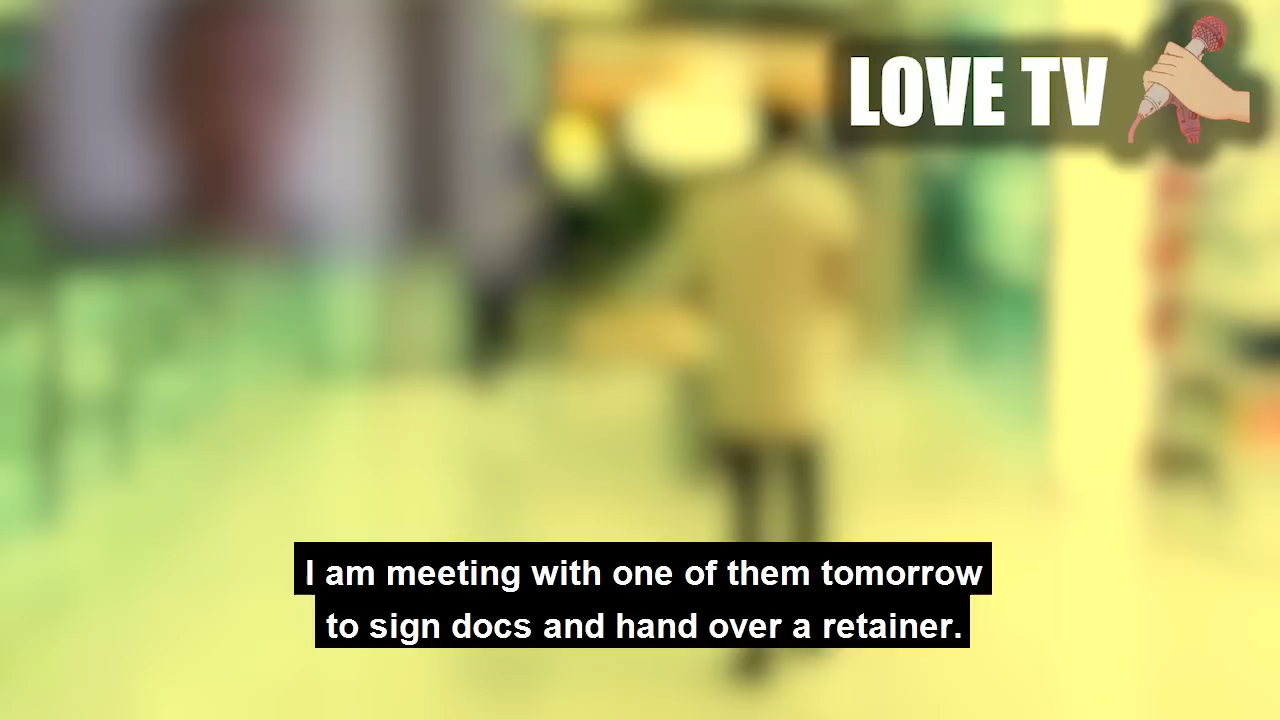 LOVE TV
I am meeting with one of them tomorrow
to sign docs and hand over a retainer.